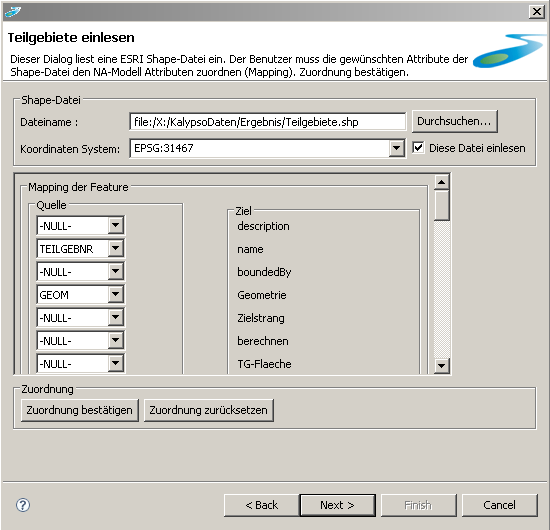 Teilgebiete einlesen
Dieser Dialog liest eine ESRI Shape-Datei ein. Der Benutzer muss die gewünschten Attribute der
Shape-Datei den NA-Modell Attributen zuordnen (Mapping). Zuordnung bestätigen.
Shape-Datei
Dateiname : file:/X:/KalypsoDaten/Ergebnis/Teilgebiete.shp Durchsuchen...
Koordinaten System: EPSG:31467 Diese Datei einlesen
Mapping der Feature
Quelle Ziel
-NULL- description
TEILGEBNR name
-NULL- boundedBy
GEOM Geometrie
-NULL- Zielstrang
-NULL- berechnen
-NULL- TG-Flaeche
Zuordnung
Zuordnung bestätigen Zuordnung zurücksetzen
? < Back Next > Finish Cancel